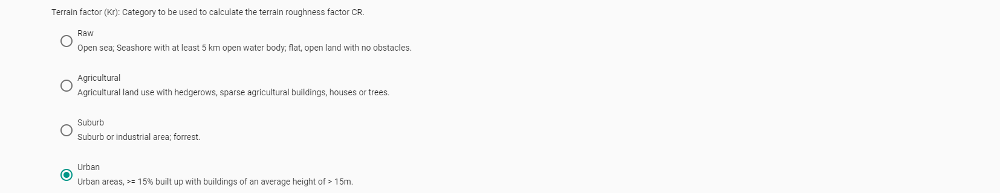 Terrain factor (Kr): Category to be used to calculate the terrain roughness factor CR.
Raw
Open sea; Seashore with at least 5 km open water body; flat, open land with no obstacles.
Agricultural
Agricultural land use with hedgerows, sparse agricultural buildings, houses or trees.
Suburb
Suburb or industrial area; forrest.
Urban
Urban areas, >= 15% built up with buildings of an average height of > 15m.